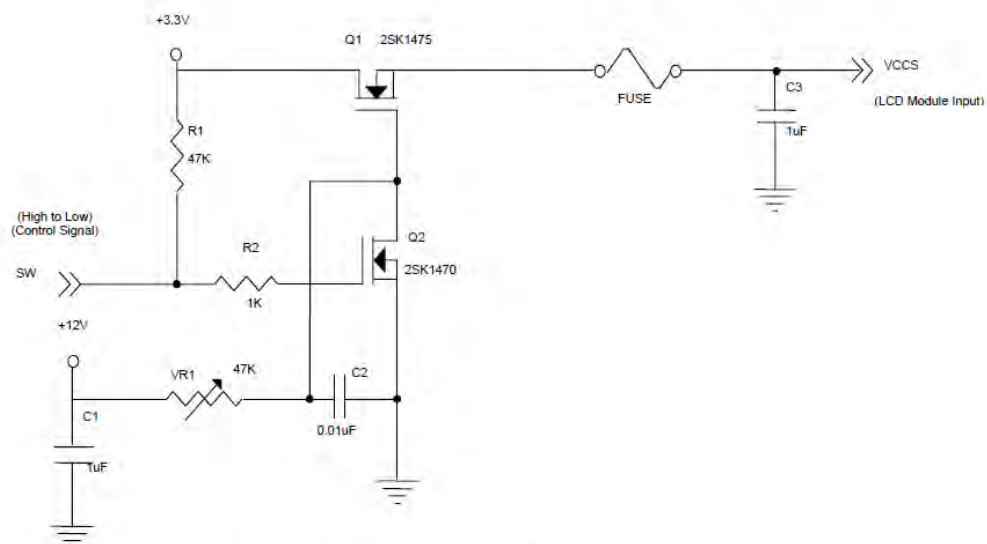 +3.3V
Q1 2SK1475
VCCS
FUSE
C3
(LCD Module Input)
1uF
R1
47K
(High to Low)
(Control Signal)
SW
R2
1K
Q2
2SK1470
+12V
VR1
47K
C2
0.01uF
C1
1uF